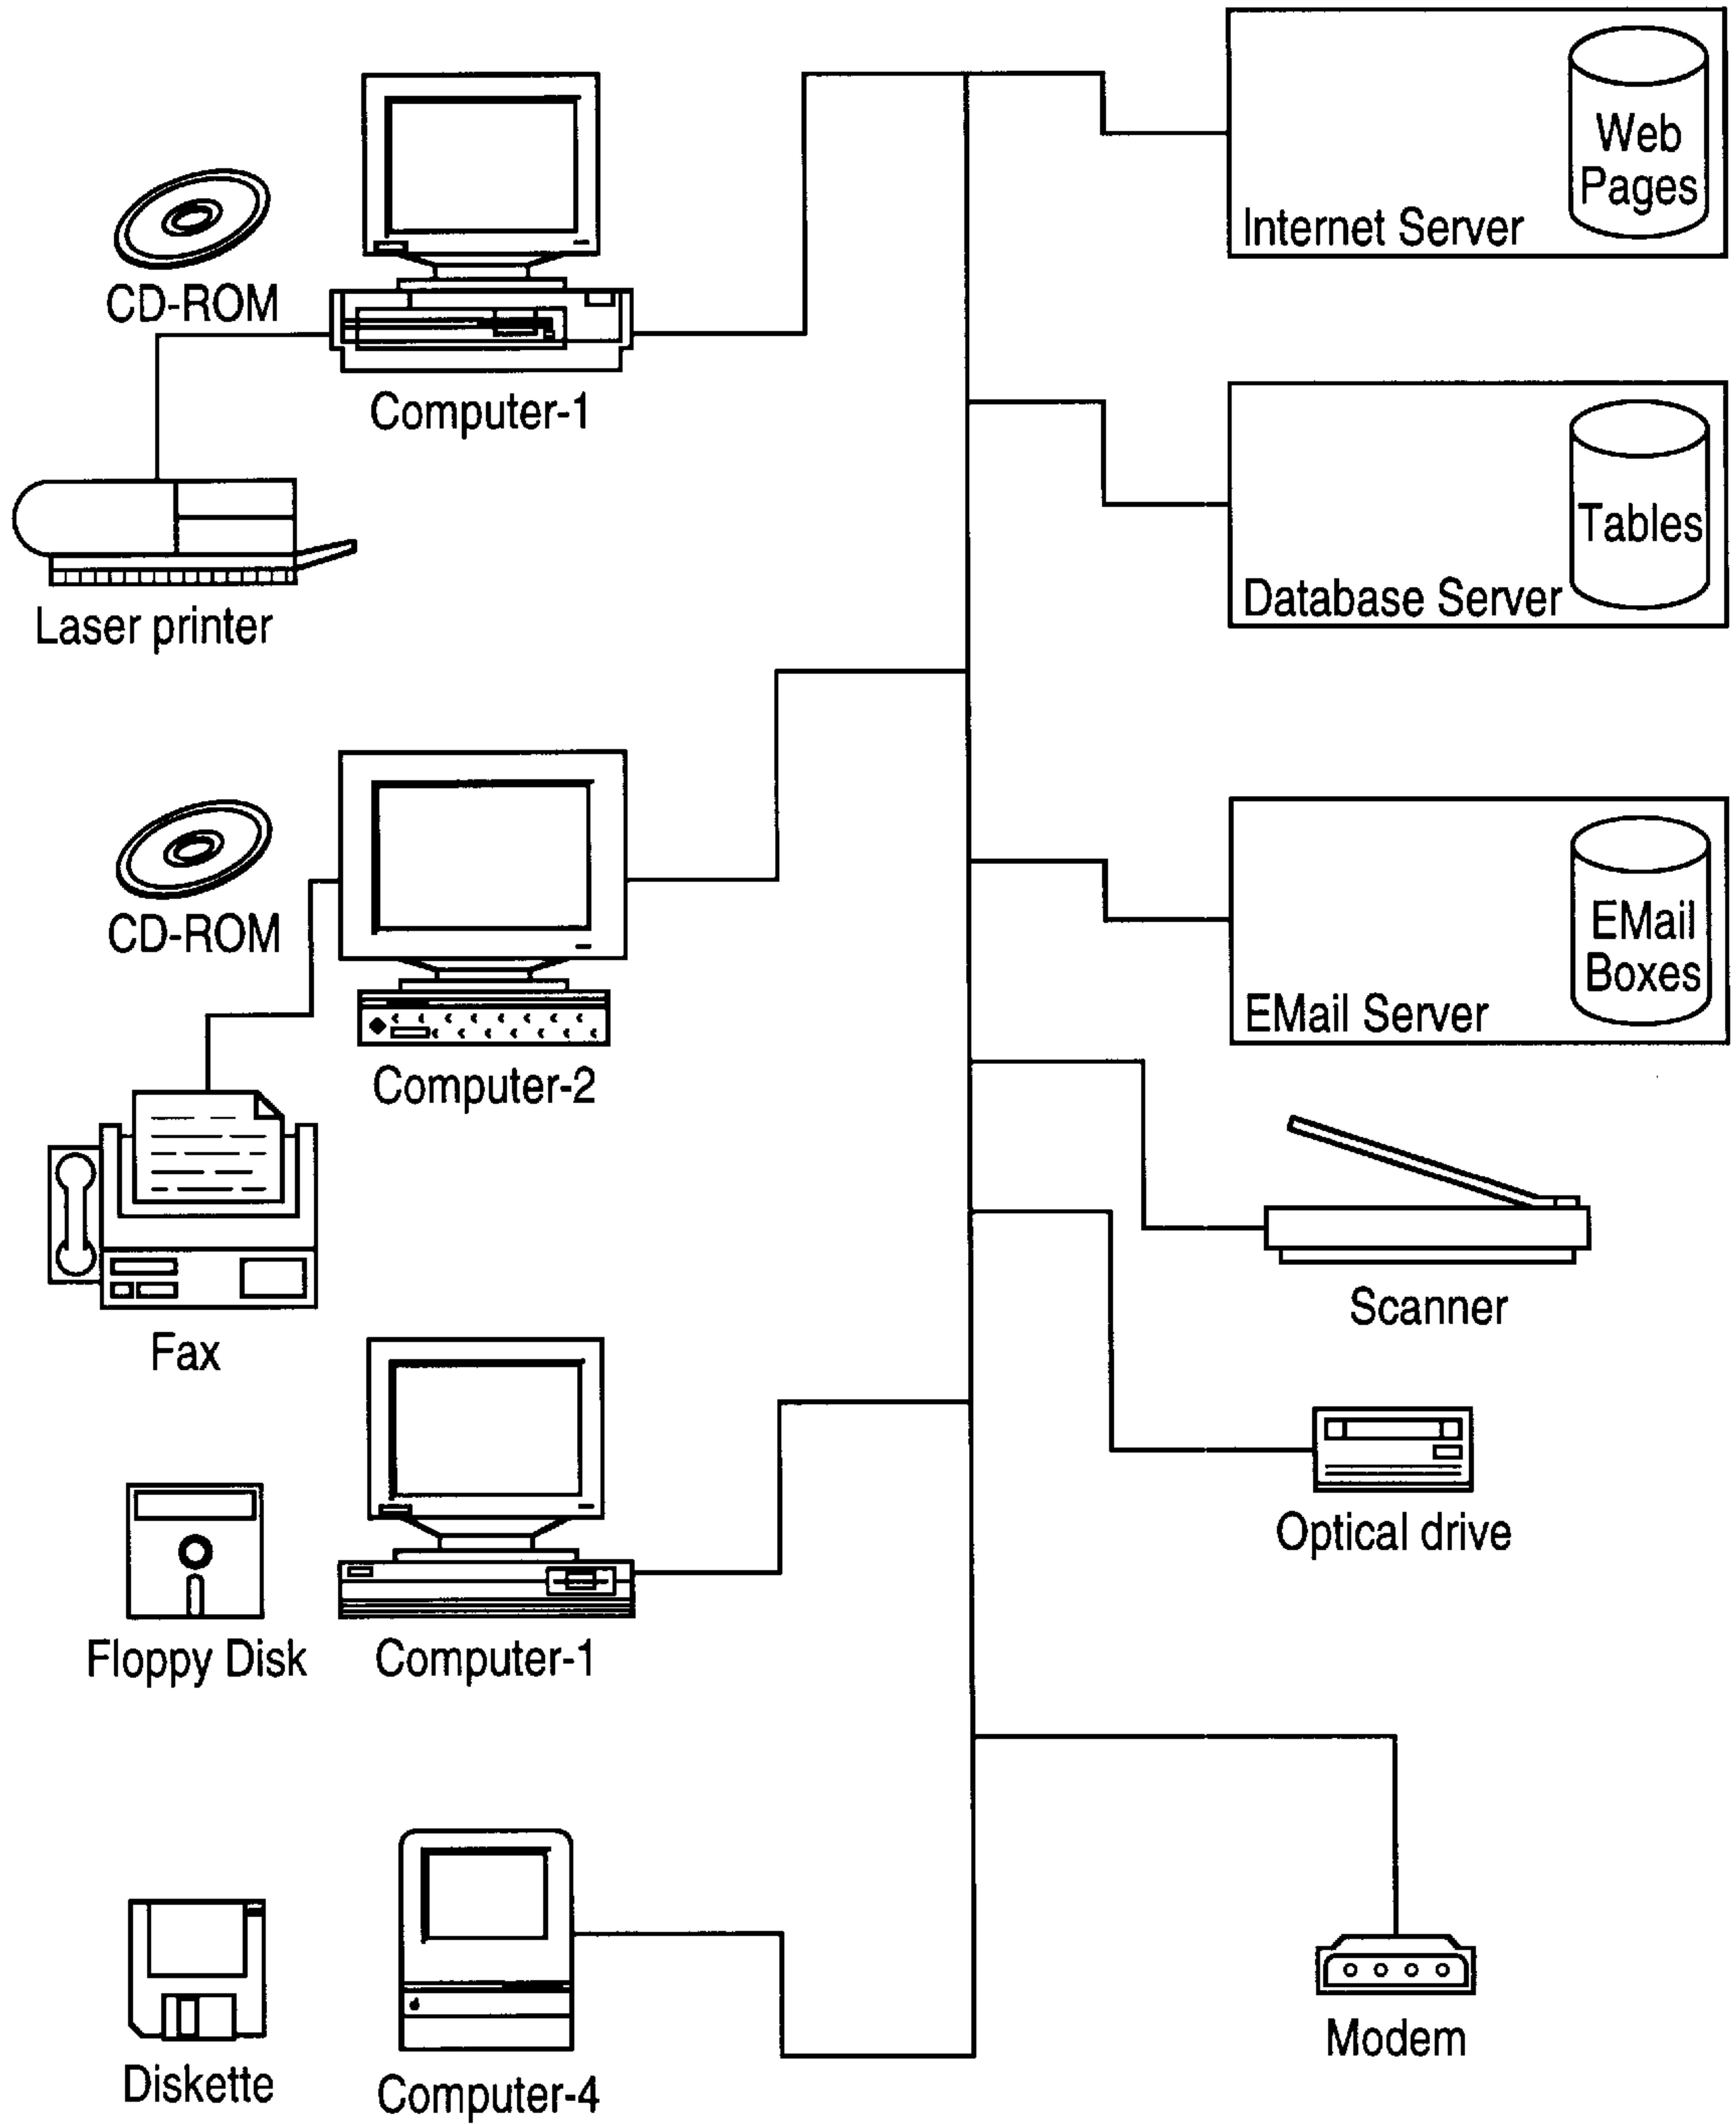 Web
Pages
Internet Server
CD-ROM
Computer-1
Tables
Database Server
Laser printer
CD-ROM
EMail
Boxes
EMail Server
Computer-2
Scanner
Fax
Optical drive
Floppy Disk
Computer-1
Modem
Diskette
Computer-4